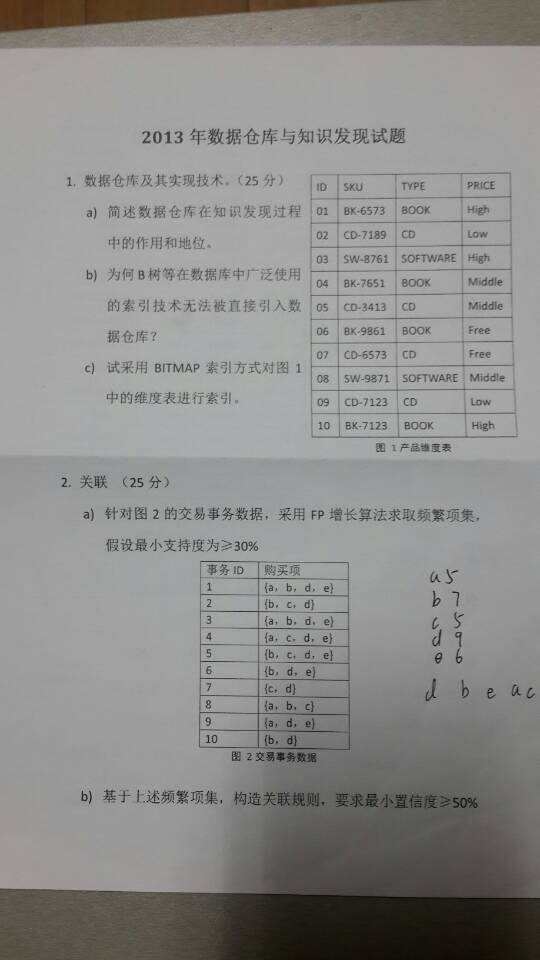 2013 年数据仓库与知识发现试题
1. 数据仓库及其实现技术。（25 分）
a) 简述数据仓库在知识发现过程
中的作用和地位。
b) 为何 B 树等在数据库中广泛使用
的索引技术无法被直接引入数
据仓库？
c) 试采用 BITMAP 索引方式对图 1
中的维度表进行索引。
ID SKU TYPE PRICE
01 BK-6573 BOOK High
02 CD-7189 CD Low
03 SW-8761 SOFTWARE High
04 BK-7651 BOOK Middle
05 CD-3413 CD Middle
06 BK-9861 BOOK Free
07 CD-6573 CD Free
08 SW-9871 SOFTWARE Middle
09 CD-7123 CD Low
10 BK-7123 BOOK High
图 1 产品维度表
2. 关联 （25 分）
a) 针对图 2 的交易事务数据，采用 FP 增长算法求取频繁项集，
假设最小支持度为≥30%
事务 ID 购买项
1 {a，b，d，e}
2 {b，c，d}
3 {a，b，d，e}
4 {a，c，d，e}
5 {b，c，d，e}
6 {b，d，e}
7 {c，d}
8 {a，b，c}
9 {a，d，e}
10 {b，d}
图 2 交易事务数据
a 5
b 7
c 5
d 9
e 6
d b e a c
b) 基于上述频繁项集，构造关联规则，要求最小置信度≥50%